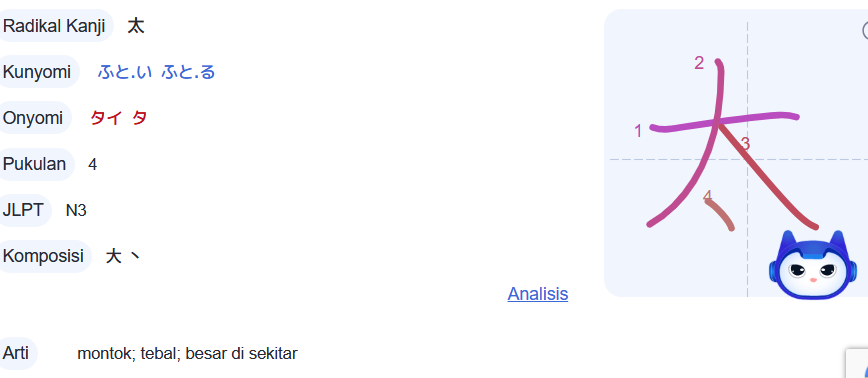 Radikal Kanji 太
Kunyomi ふと.い ふと.る
Onyomi タイ タ
Pukulan 4
JLPT N3
Komposisi 大 丶
Analisis
Arti montok; tebal; besar di sekitar
2
1
3
4